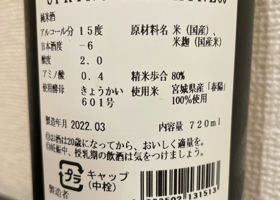 純米酒
アルコール分 15度 原材料名 米(国産)、
日本酒度 -6 米麹(国産米)
酸度 2.0
アミノ酸 0.4 精米歩合 80%
使用酵母 きょうかい 使用米 宮城県産「春陽」
601号 100%使用
製造年月 2022.03 内容量 720ml
お酒は20歳になってから、おいしく適量を。
妊娠中、授乳期の飲酒は気をつけましょう。
プラ キャップ
(中栓)
製造者